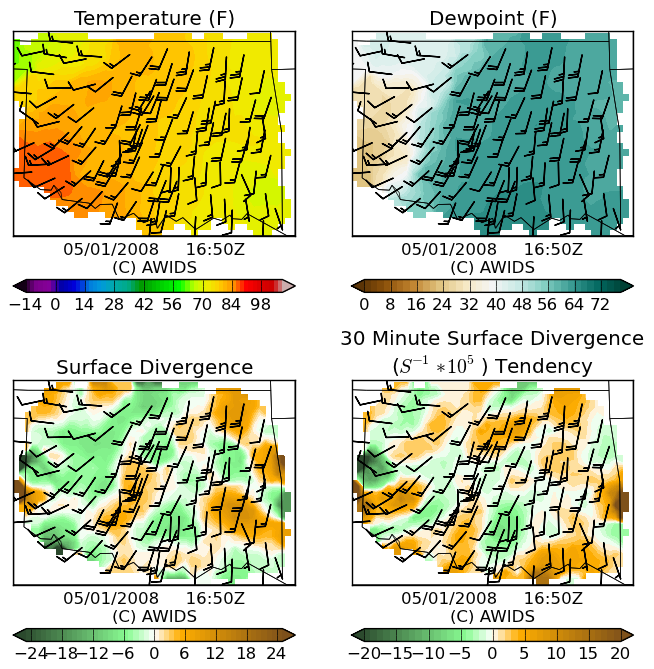 Temperature (F)
Dewpoint (F)
05/01/2008 16:50Z
(C) AWIDS
05/01/2008 16:50Z
(C) AWIDS
−14 0 14 28 42 56 70 84 98
0 8 16 24 32 40 48 56 64 72
Surface Divergence
30 Minute Surface Divergence
(S⁻¹ ∗10⁵ ) Tendency
05/01/2008 16:50Z
(C) AWIDS
05/01/2008 16:50Z
(C) AWIDS
−24 −18 −12 −6 0 6 12 18 24
−20 −15 −10 −5 0 5 10 15 20